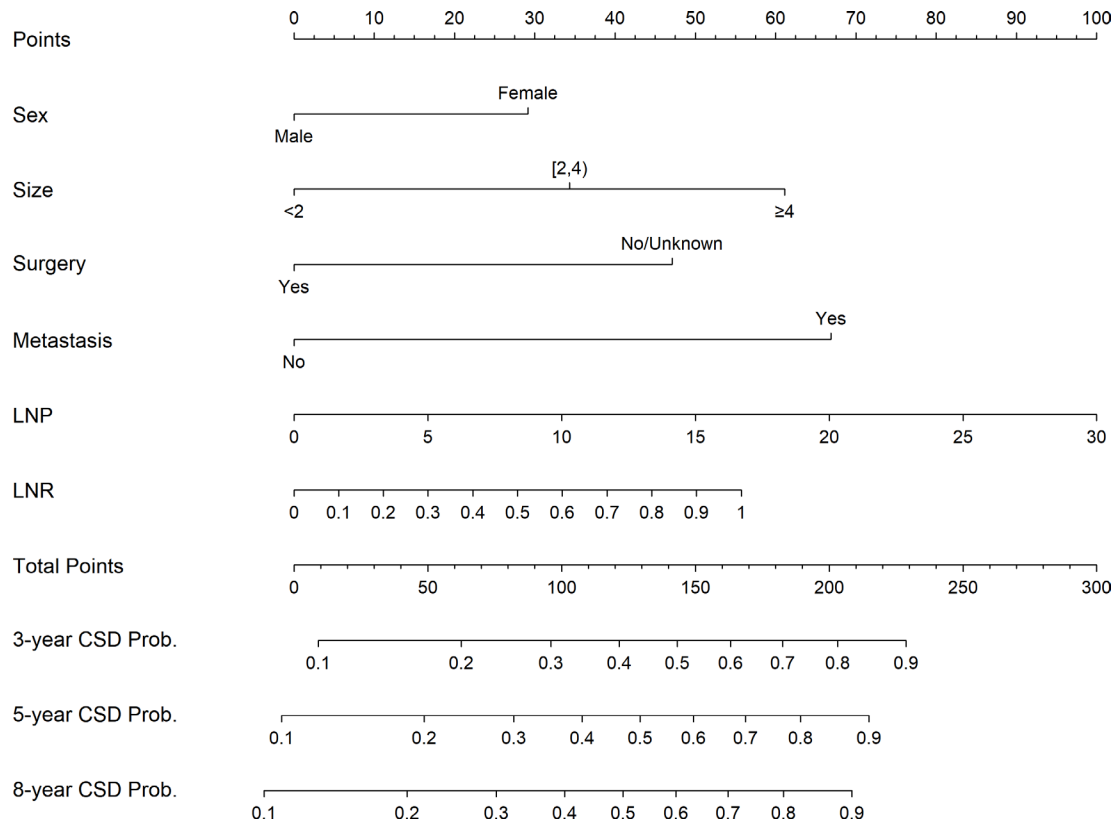 0 10 20 30 40 50 60 70 80 90 100
Points
Female
Sex
Male
[2,4)
Size
<2 ≥4
No/Unknown
Surgery
Yes
Yes
Metastasis
No
LNP
0 5 10 15 20 25 30
LNR
0 0.1 0.2 0.3 0.4 0.5 0.6 0.7 0.8 0.9 1
Total Points
0 50 100 150 200 250 300
3-year CSD Prob.
0.1 0.2 0.3 0.4 0.5 0.6 0.7 0.8 0.9
5-year CSD Prob.
0.1 0.2 0.3 0.4 0.5 0.6 0.7 0.8 0.9
8-year CSD Prob.
0.1 0.2 0.3 0.4 0.5 0.6 0.7 0.8 0.9